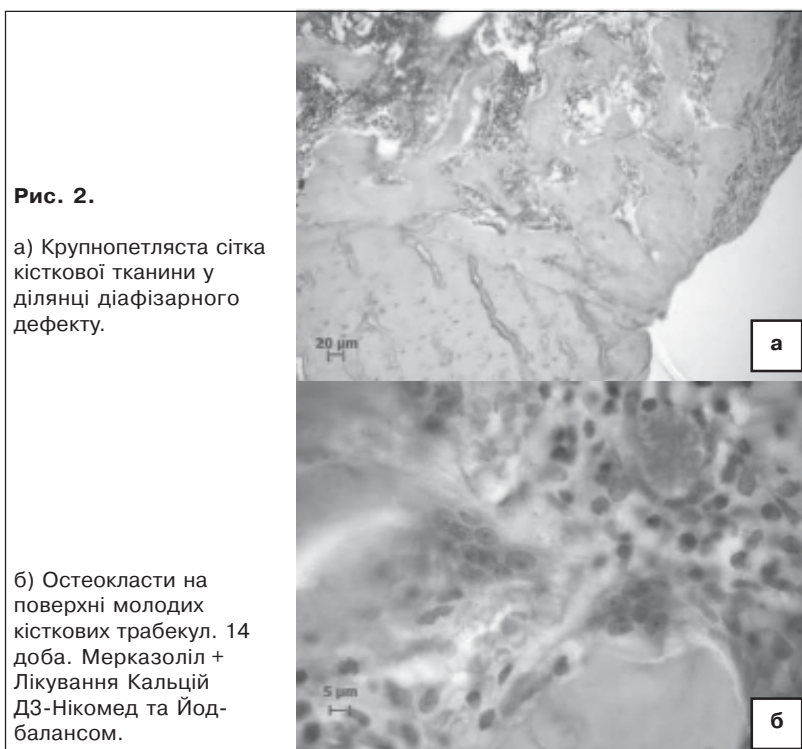 Рис. 2.
а) Крупнопетляста сітка
кісткової тканини у
ділянці діафізарного
дефекту.
20 µm
а
б) Остеокласти на
поверхні молодих
кісткових трабекул. 14
доба. Мерказоліл +
Лікування Кальцій
Д3-Нікомед та Йод-
балансом.
5 µm
б